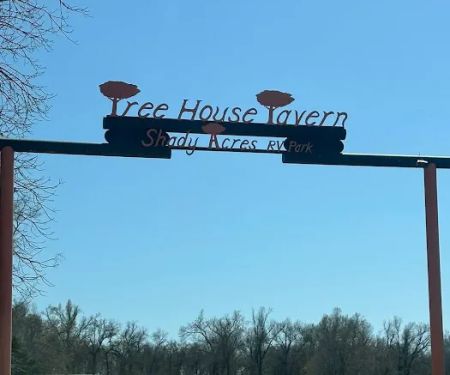 Tree House Tavern
Shady Acres RV Park